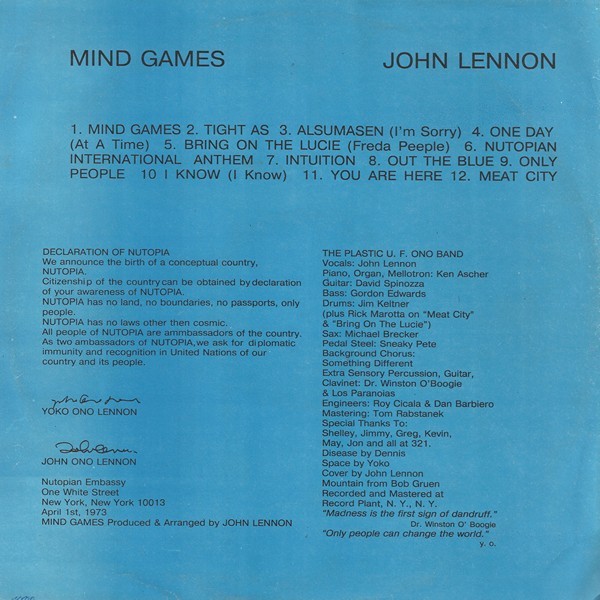 MIND GAMES JOHN LENNON
1. MIND GAMES 2. TIGHT AS 3. ALSUMASEN (I'm Sorry) 4. ONE DAY
(At A Time) 5. BRING ON THE LUCIE (Freda Peeple) 6. NUTOPIAN
INTERNATIONAL ANTHEM 7. INTUITION 8. OUT THE BLUE 9. ONLY
PEOPLE 10 I KNOW (I Know) 11. YOU ARE HERE 12. MEAT CITY
DECLARATION OF NUTOPIA
We announce the birth of a conceptual country,
NUTOPIA.
Citizenship of the country can be obtained by declaration
of your awareness of NUTOPIA.
NUTOPIA has no land, no boundaries, no passports, only
people.
NUTOPIA has no laws other then cosmic.
All people of NUTOPIA are ammbassadors of the country.
As two ambassadors of NUTOPIA, we ask for diplomatic
immunity and recognition in United Nations of our
country and its people.
YOKO ONO LENNON
JOHN ONO LENNON
Nutopian Embassy
One White Street
New York, New York 10013
April 1st, 1973
MIND GAMES Produced & Arranged by JOHN LENNON
THE PLASTIC U. F. ONO BAND
Vocals: John Lennon
Piano, Organ, Mellotron: Ken Ascher
Guitar: David Spinozza
Bass: Gordon Edwards
Drums: Jim Keltner
(plus Rick Marotta on "Meat City"
& "Bring On The Lucie")
Sax: Michael Brecker
Pedal Steel: Sneaky Pete
Background Chorus:
Something Different
Extra Sensory Percussion, Guitar,
Clavinet: Dr. Winston O'Boogie
& Los Paranoias
Engineers: Roy Cicala & Dan Barbiero
Mastering: Tom Rabstanek
Special Thanks To:
Shelley, Jimmy, Greg, Kevin,
May, Jon and all at 321.
Disease by Dennis
Space by Yoko
Cover by John Lennon
Mountain from Bob Gruen
Recorded and Mastered at
Record Plant, N. Y., N. Y.
"Madness is the first sign of dandruff."
Dr. Winston O' Boogie
"Only people can change the world."
y. o.